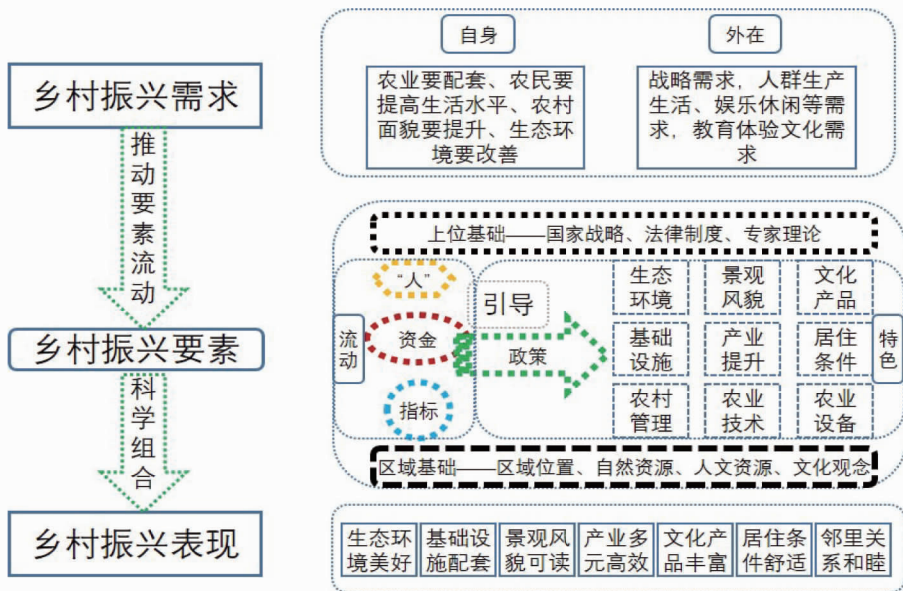 自身
外在
乡村振兴需求
农业要配套、农民要
提高生活水平、农村
面貌要提升、生态环
境要改善
战略需求，人群生产
生活、娱乐休闲等需
求，教育体验文化需
求
推
动
要
素
流
动
上位基础——国家战略、法律制度、专家理论
乡村振兴要素
流
动
“人”
资金
指标
引导
政策
生态
环境
景观
风貌
文化
产品
基础
设施
产业
提升
居住
条件
农村
管理
农业
技术
农业
设备
特
色
区域基础——区域位置、自然资源、人文资源、文化观念
科
学
组
合
乡村振兴表现
生态环
境美好
基础设
施配套
景观风
貌可读
产业多
元高效
文化产
品丰富
居住条
件舒适
邻里关
系和睦